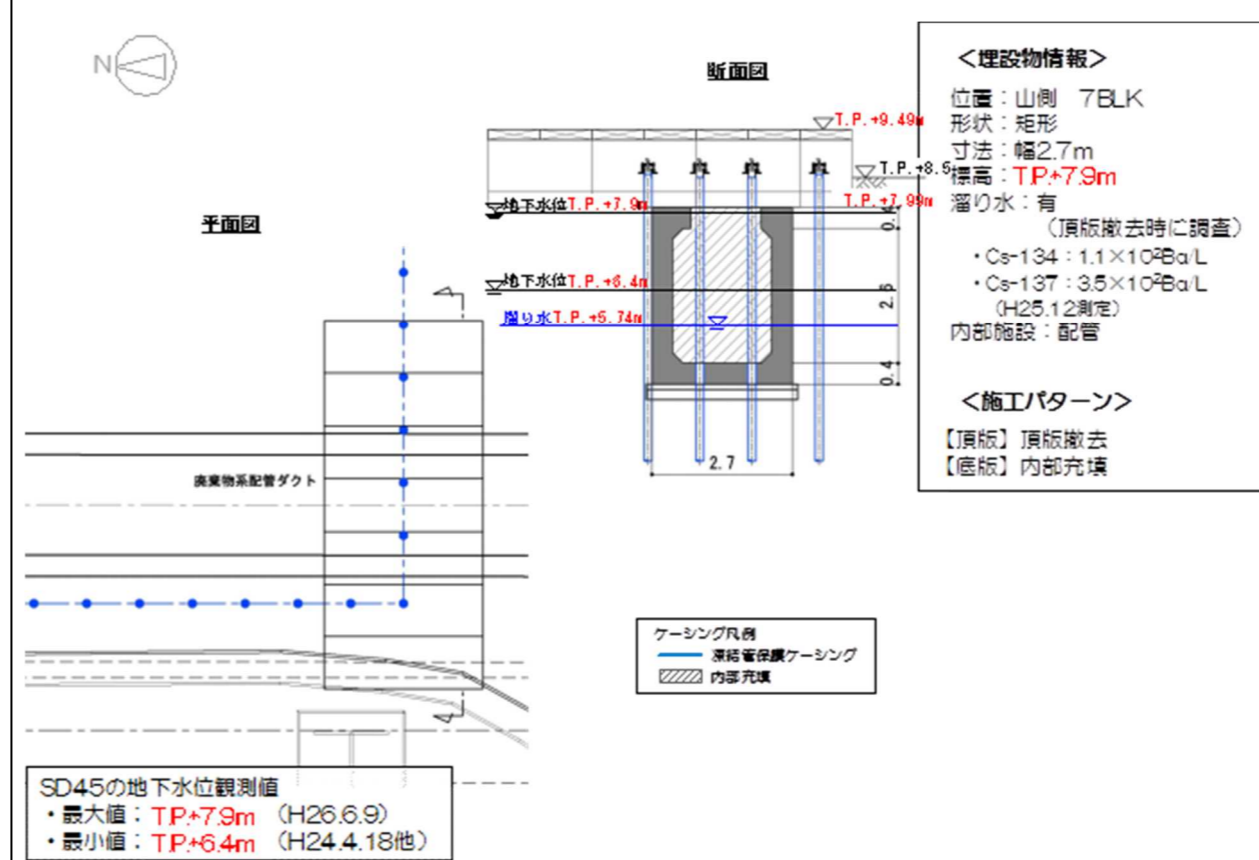 N
断面図
T.P.+9.49m
T.P.+8.5
T.P.+7.99m
地下水位T.P.+7.9m
地下水位T.P.+6.4m
溜り水T.P.+5.74m
2.6
0.4
2.7
平面図
廃棄物系配管ダクト
<埋設物情報>
位置：山側 7BLK
形状：矩形
寸法：幅2.7m
標高：T.P.+7.9m
溜り水：有
（頂版撤去時に調査）
・Cs-134：1.1×10²Bq/L
・Cs-137：3.5×10²Bq/L
（H25.12測定）
内部施設：配管
<施工パターン>
【頂版】頂版撤去
【底版】内部充填
ケーシング凡例
凍結管保護ケーシング
内部充填
SD45の地下水位観測値
・最大値：T.P.+7.9m （H26.6.9）
・最小値：T.P.+6.4m （H24.4.18他）